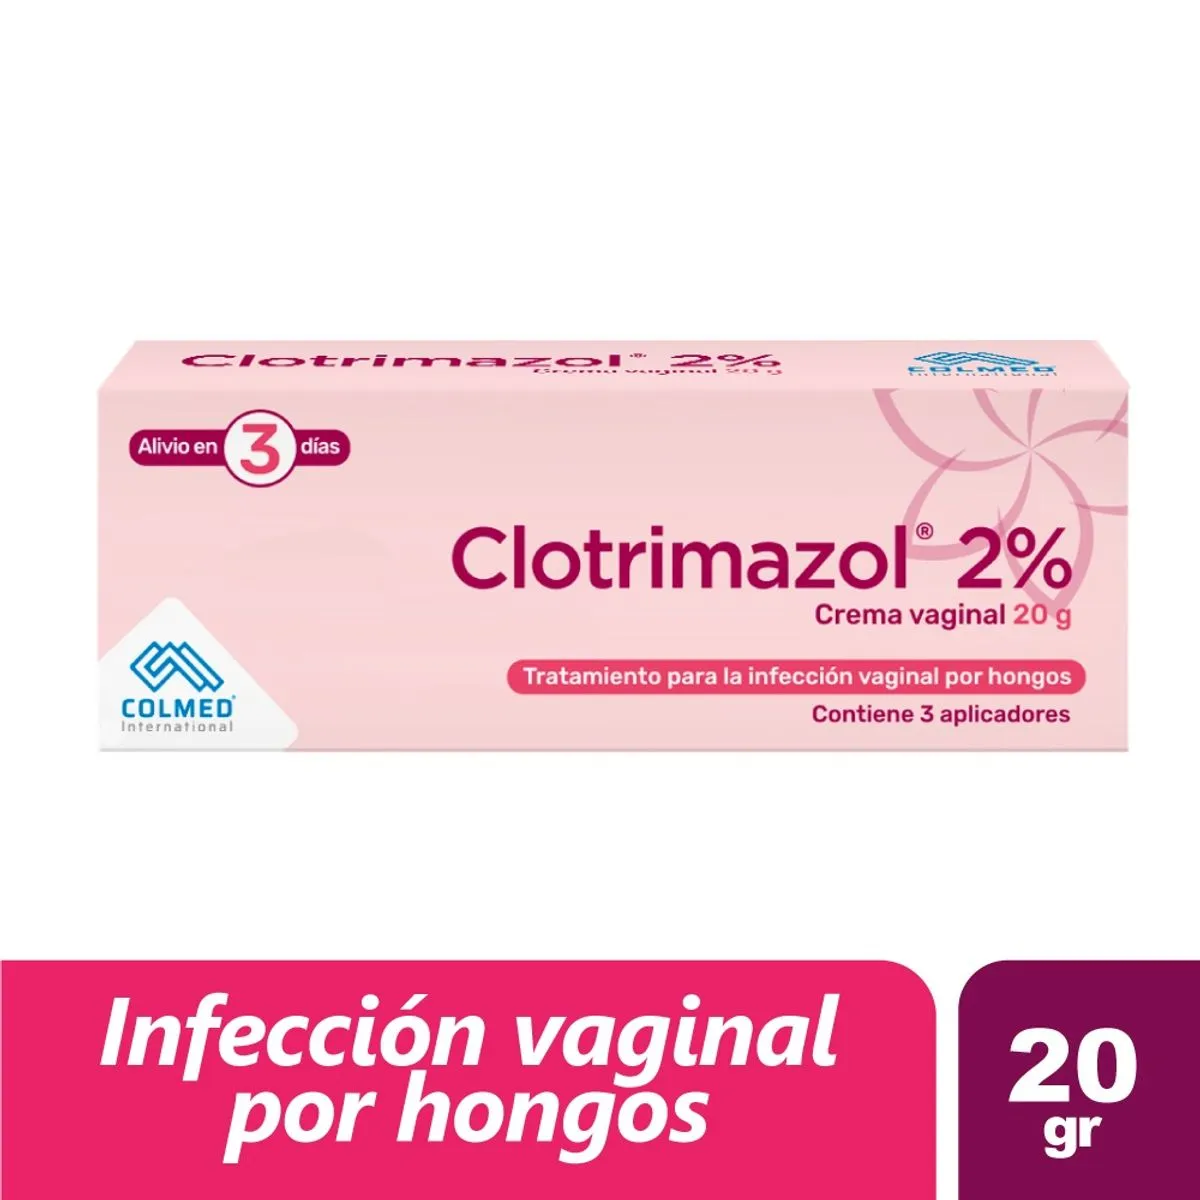 Clotrimazol® 2%
Crema vaginal 20 g
COLMED
International
Alivio en 3 días
Clotrimazol® 2%
Crema vaginal 20 g
Tratamiento para la infección vaginal por hongos
Contiene 3 aplicadores
COLMED®
International
Infección vaginal
por hongos
20
gr